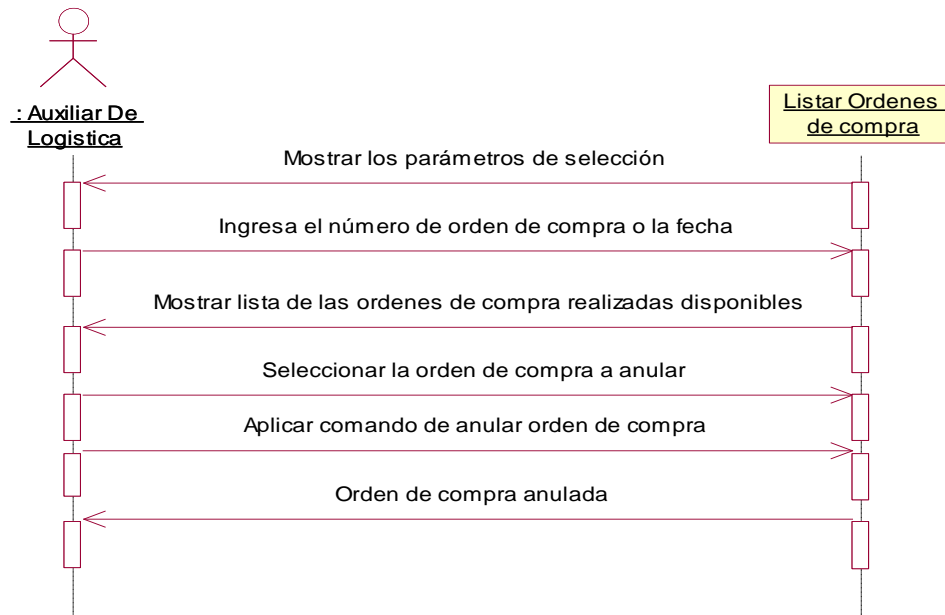 : Auxiliar De
Logistica
Listar Ordenes
de compra
Mostrar los parámetros de selección
Ingresa el número de orden de compra o la fecha
Mostrar lista de las ordenes de compra realizadas disponibles
Seleccionar la orden de compra a anular
Aplicar comando de anular orden de compra
Orden de compra anulada